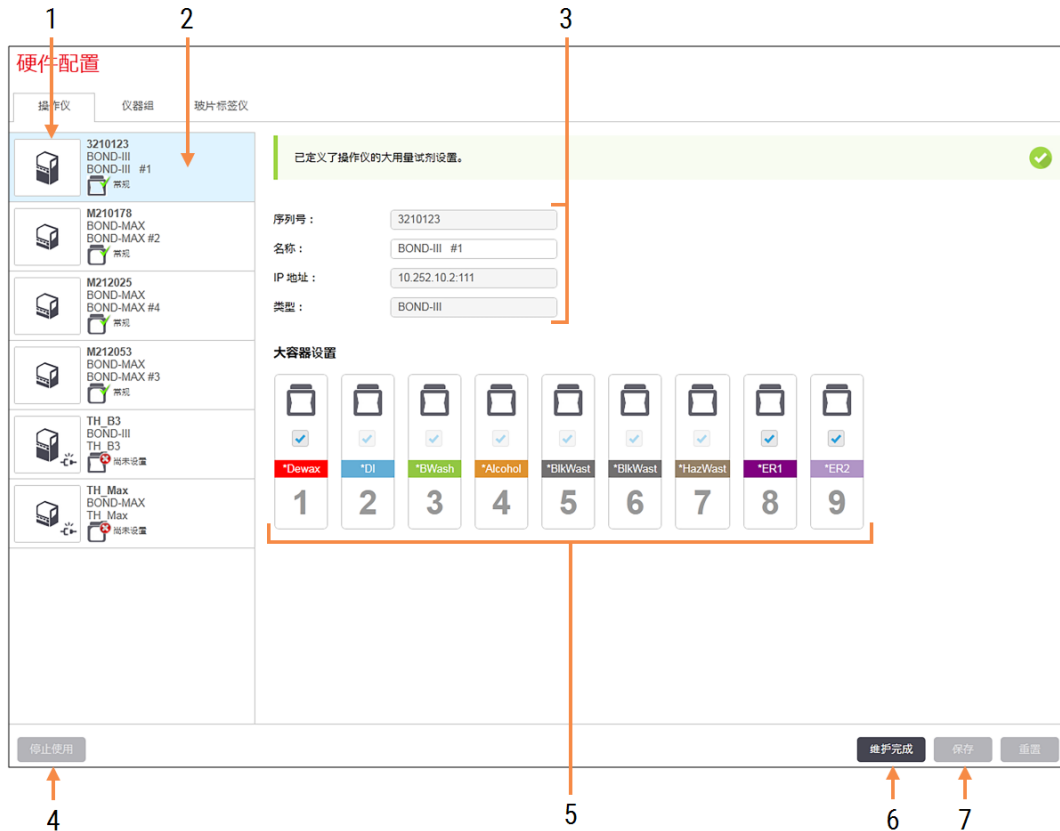 1
2
3
硬件配置
操作仪
仪器组
玻片标签仪
3210123
BOND-III
BOND-III #1
常规
M210178
BOND-MAX
BOND-MAX #2
常规
M212025
BOND-MAX
BOND-MAX #4
常规
M212053
BOND-MAX
BOND-MAX #3
常规
TH_B3
BOND-III
TH_B3
尚未设置
TH_Max
BOND-MAX
TH_Max
尚未设置
已定义了操作仪的大用量试剂设置。
序列号： 3210123
名称： BOND-III #1
IP 地址： 10.252.10.2:111
类型： BOND-III
大容器设置
*Dewax *DI *BWash *Alcohol *BlkWast *BlkWast *HazWast *ER1 *ER2
1 2 3 4 5 6 7 8 9
停止使用
维护完成
保存
重置
4
5
6
7